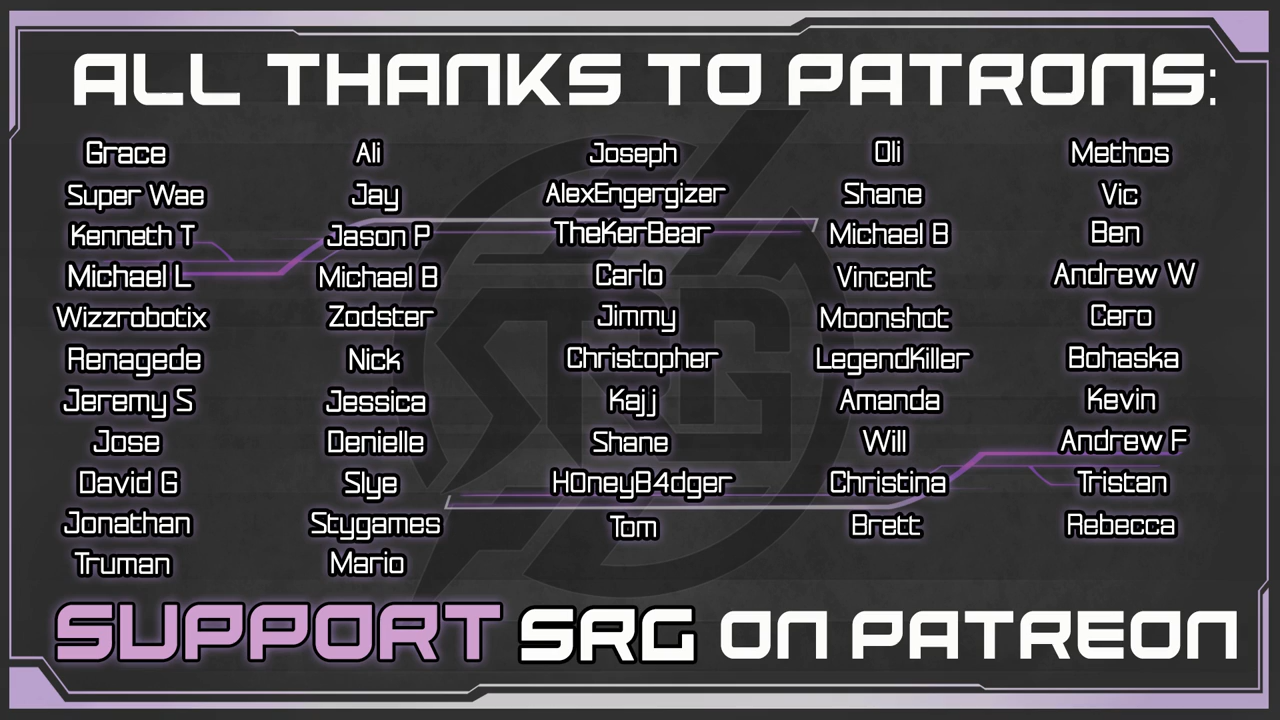 ALL THANKS TO PATRONS:
Grace Ali Joseph Oli Methos
Super Wae Jay AlexEngergizer Shane Vic
Kenneth T Jason P TheKerBear Michael B Ben
Michael L Michael B Carlo Vincent Andrew W
Wizzrobotix Zodster Jimmy Moonshot Cero
Renagede Nick Christopher LegendKiller Bohaska
Jeremy S Jessica Kajj Amanda Kevin
Jose Denielle Shane Will Andrew F
David G Slye H0neyB4dger Christina Tristan
Jonathan Stygames Tom Brett Rebecca
Truman Mario
SUPPORT SRG ON PATREON